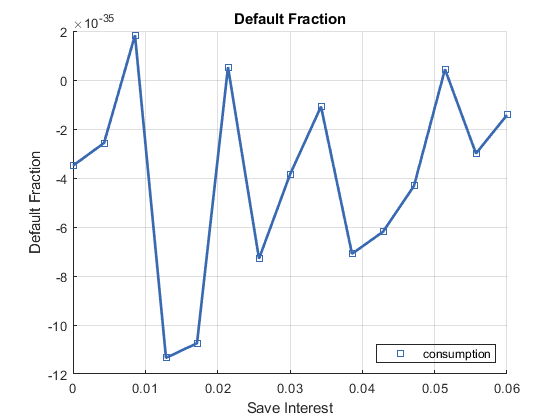 Default Fraction
×10-35
2
0
-2
-4
-6
-8
-10
-12
Default Fraction
0 0.01 0.02 0.03 0.04 0.05 0.06
Save Interest
consumption